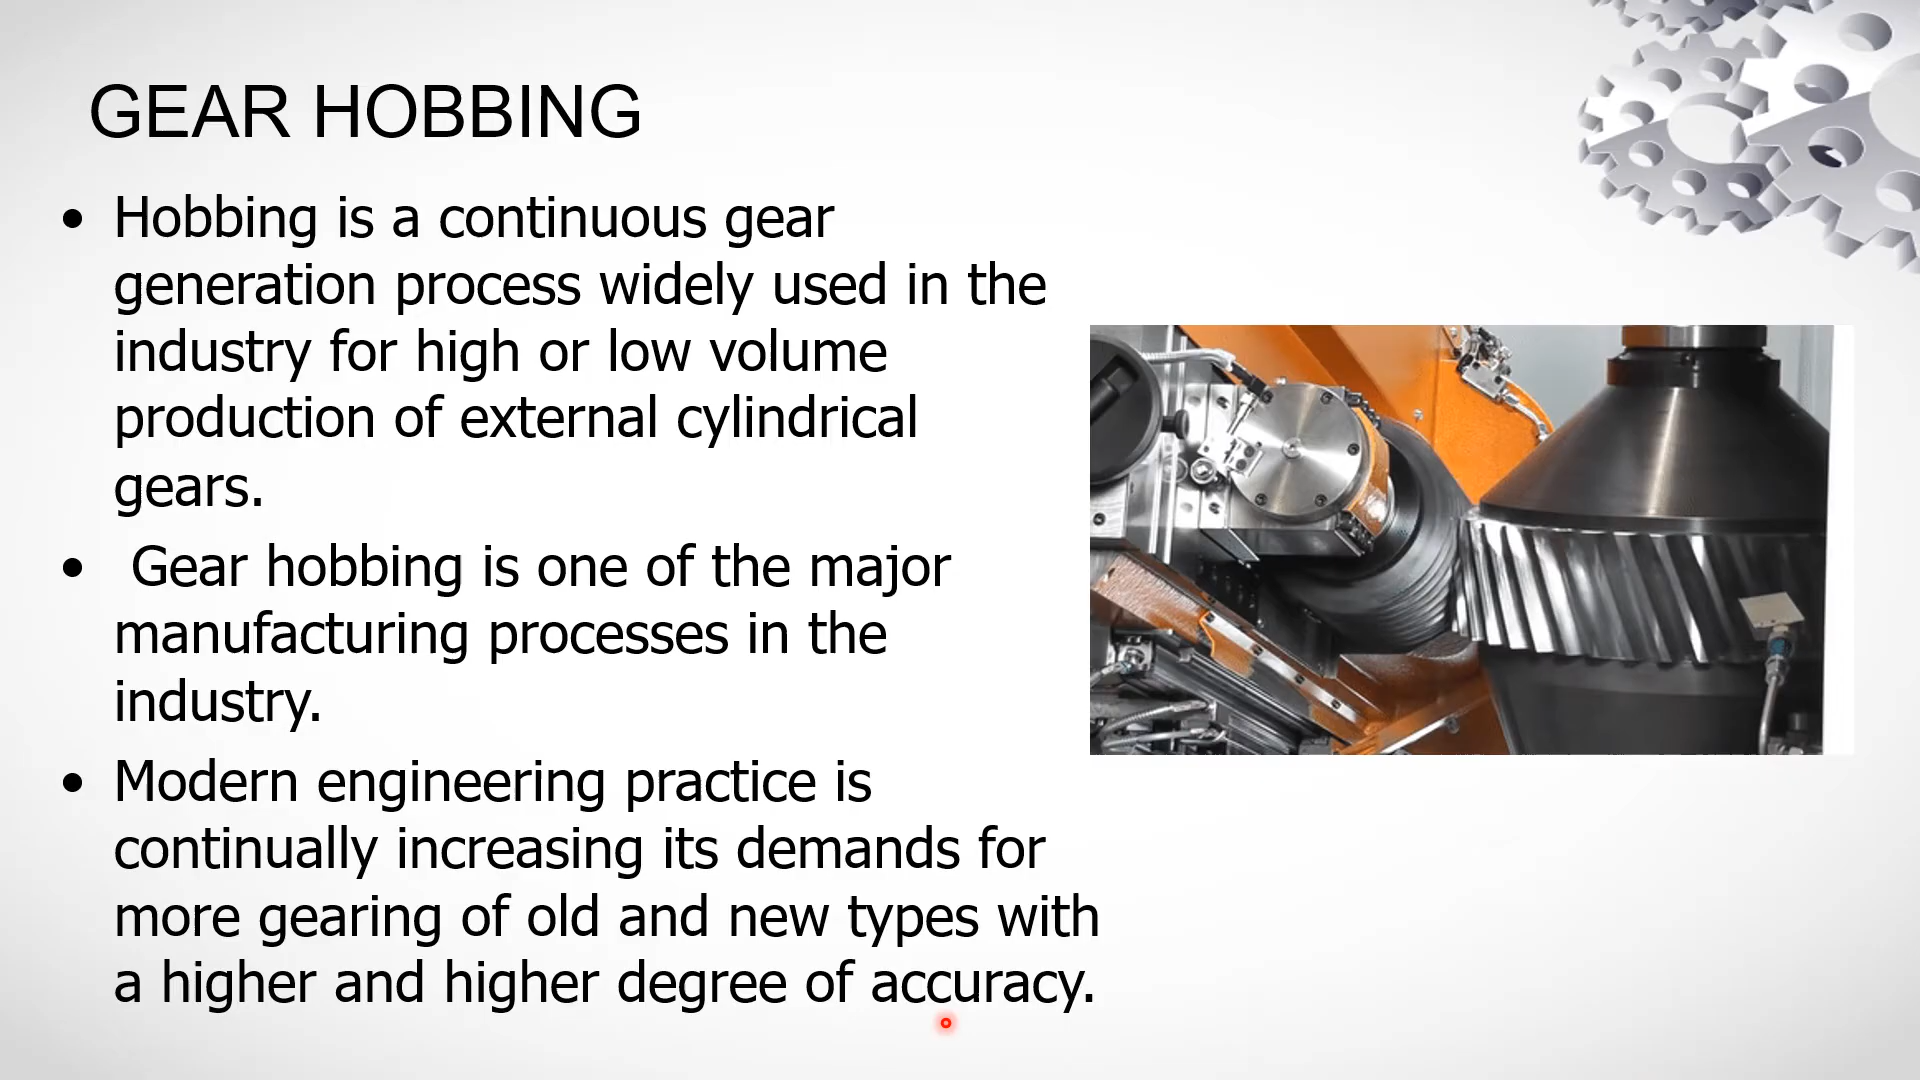 GEAR HOBBING
• Hobbing is a continuous gear
generation process widely used in the
industry for high or low volume
production of external cylindrical
gears.
• Gear hobbing is one of the major
manufacturing processes in the
industry.
• Modern engineering practice is
continually increasing its demands for
more gearing of old and new types with
a higher and higher degree of accuracy.